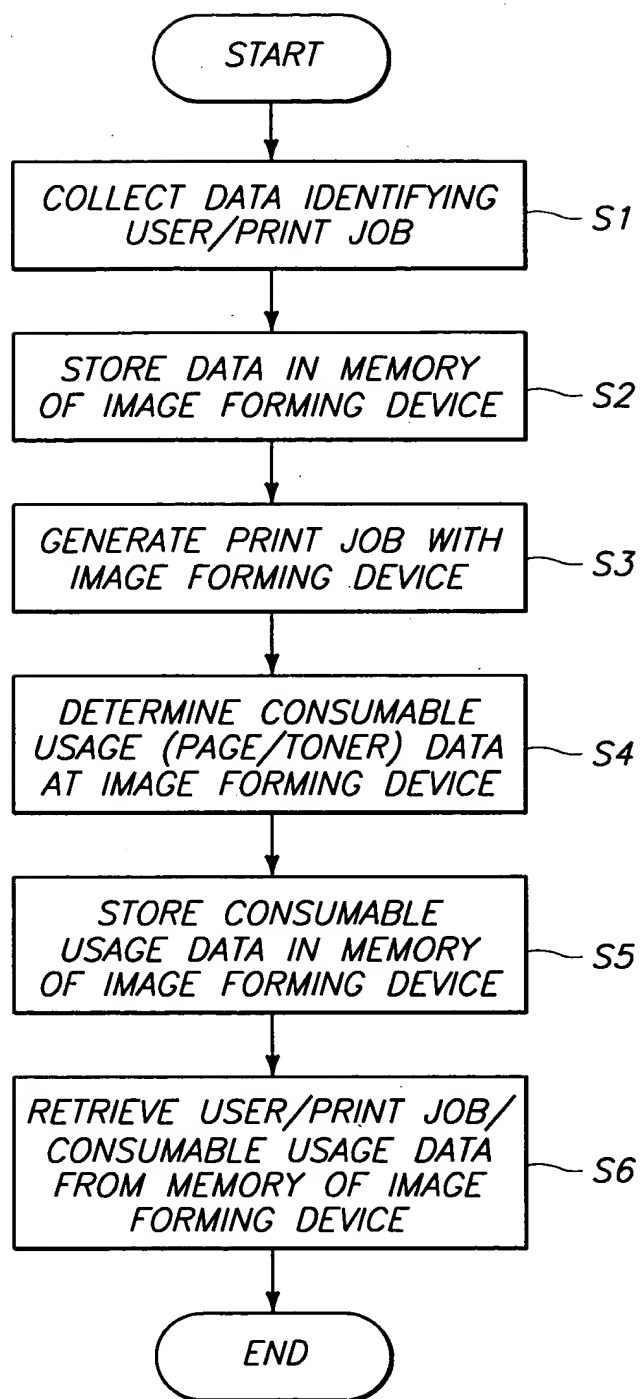 START
COLLECT DATA IDENTIFYING
USER/PRINT JOB
S1
STORE DATA IN MEMORY
OF IMAGE FORMING DEVICE
S2
GENERATE PRINT JOB WITH
IMAGE FORMING DEVICE
S3
DETERMINE CONSUMABLE
USAGE (PAGE/TONER) DATA
AT IMAGE FORMING DEVICE
S4
STORE CONSUMABLE
USAGE DATA IN MEMORY
OF IMAGE FORMING DEVICE
S5
RETRIEVE USER/PRINT JOB/
CONSUMABLE USAGE DATA
FROM MEMORY OF IMAGE
FORMING DEVICE
S6
END